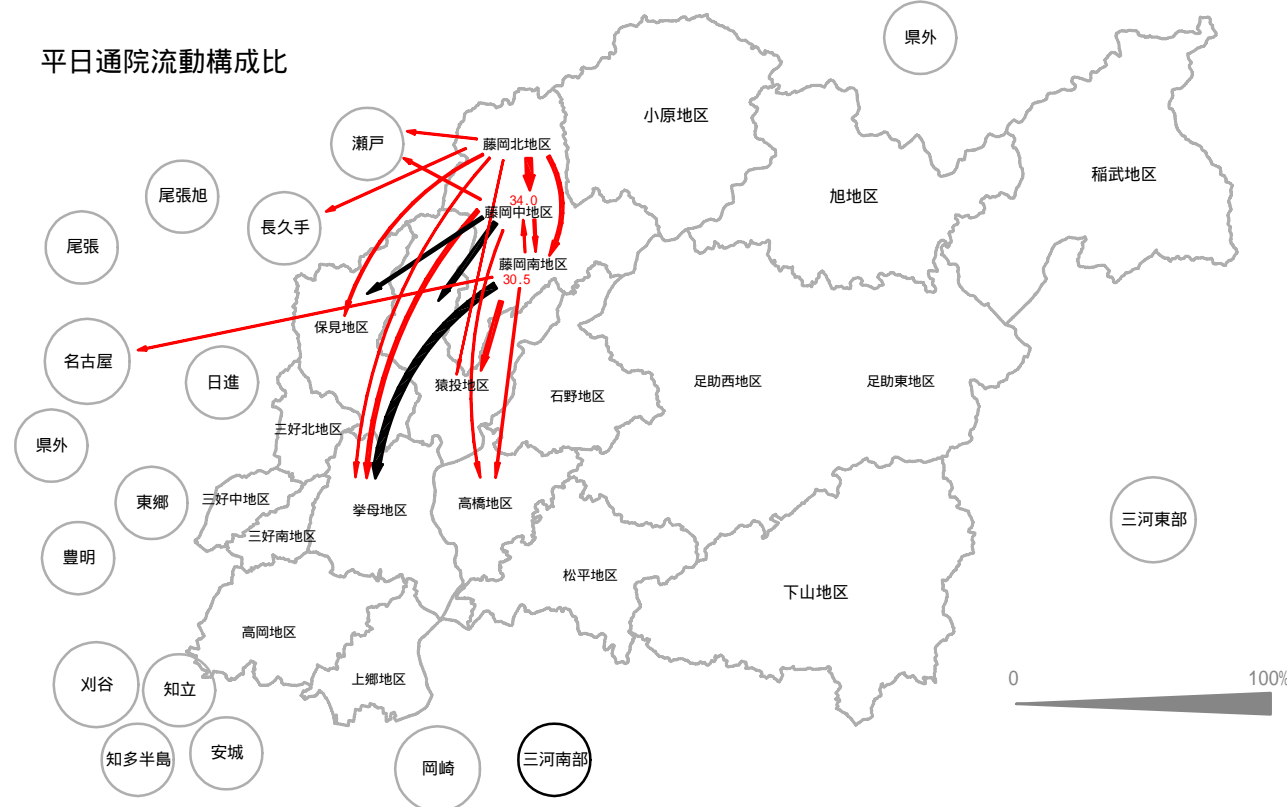 県外
平日通院流動構成比
小原地区
瀬戸
藤岡北地区
稲武地区
尾張旭
旭地区
34.0
藤岡中地区
長久手
尾張
藤岡南地区
30.5
保見地区
名古屋
日進
猿投地区
石野地区
足助西地区
足助東地区
三好北地区
県外
三好中地区
東郷
挙母地区
高橋地区
三河東部
三好南地区
豊明
松平地区
下山地区
高岡地区
上郷地区
刈谷
知立
0
100%
知多半島
安城
岡崎
三河南部